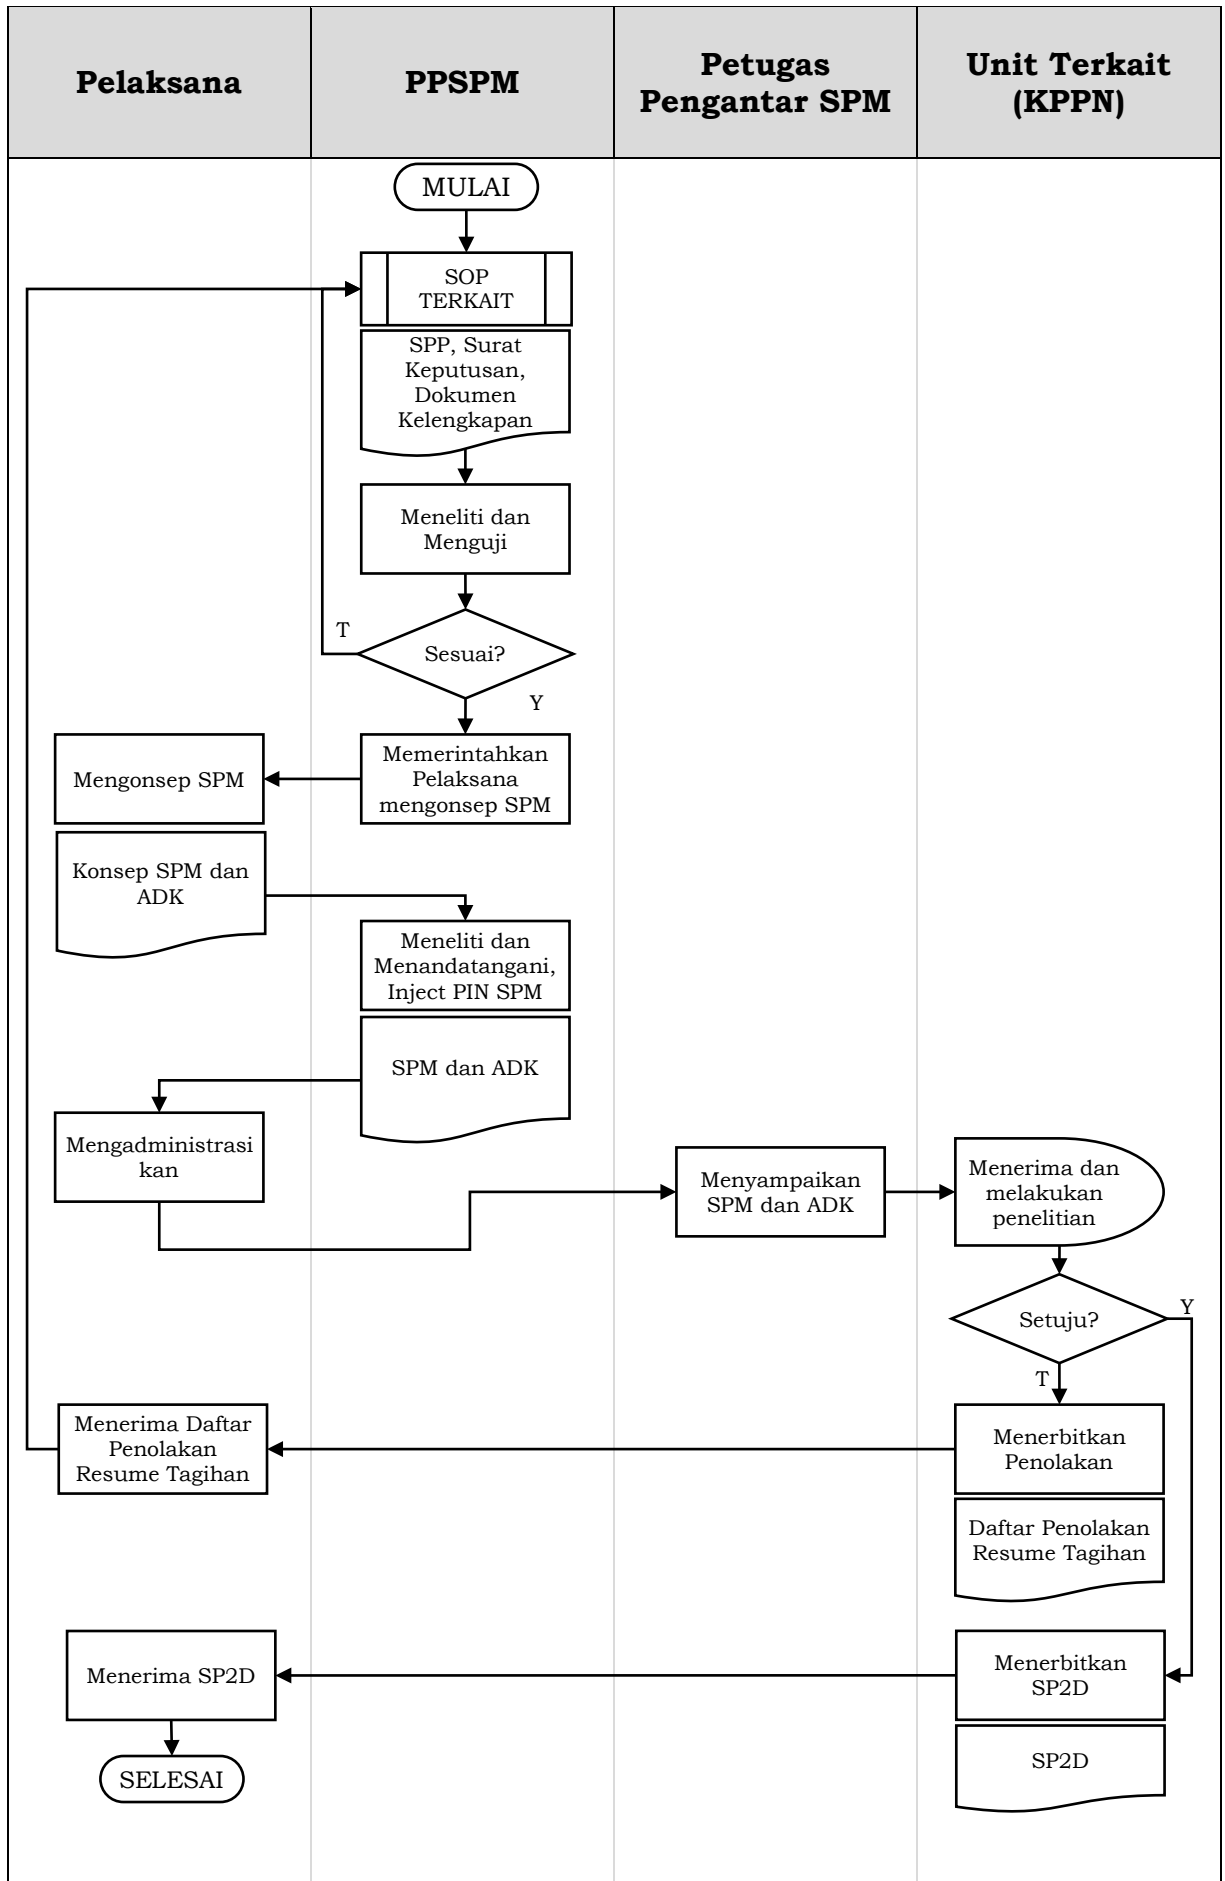 Pelaksana
PPSPM
Petugas
Pengantar SPM
Unit Terkait
(KPPN)
MULAI
SOP
TERKAIT
SPP, Surat
Keputusan,
Dokumen
Kelengkapan
Meneliti dan
Menguji
T
Sesuai?
Y
Mengonsep SPM
Memerintahkan
Pelaksana
mengonsep SPM
Konsep SPM dan
ADK
Meneliti dan
Menandatangani,
Inject PIN SPM
SPM dan ADK
Mengadministrasi
kan
Menyampaikan
SPM dan ADK
Menerima dan
melakukan
penelitian
Setuju?
Y
T
Menerima Daftar
Penolakan
Resume Tagihan
Menerbitkan
Penolakan
Daftar Penolakan
Resume Tagihan
Menerima SP2D
Menerbitkan
SP2D
SELESAI
SP2D